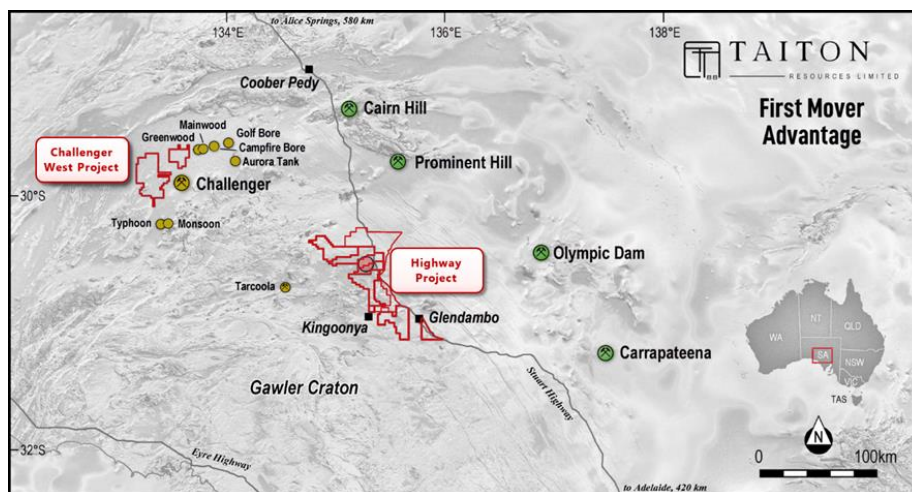 to Alice Springs, 580 km
134°E
136°E
138°E
TAITON
RESOURCES LIMITED
First Mover
Advantage
Coober Pedy
Cairn Hill
Mainwood
Golf Bore
Greenwood
Campfire Bore
Aurora Tank
Prominent Hill
Challenger
West Project
Challenger
30°S
Typhoon
Monsoon
Olympic Dam
Highway
Project
Tarcoola
Kingoonya
Glendambo
Carrapateena
Gawler Craton
Stuart Highway
WA
NT
QLD
SA
NSW
VIC
TAS
N
32°S
Eyre Highway
0
100km
to Adelaide, 420 km